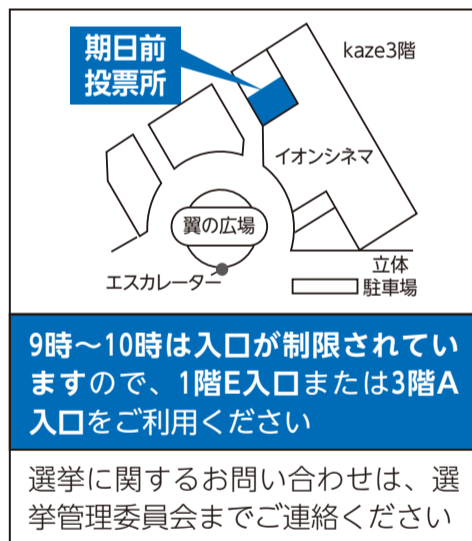 期日前
投票所
kaze3階
イオンシネマ
翼の広場
エスカレーター
立体
駐車場
9時～10時は入口が制限されてい
ますので、1階E入口または3階A
入口をご利用ください
選挙に関するお問い合わせは、選
挙管理委員会までご連絡ください